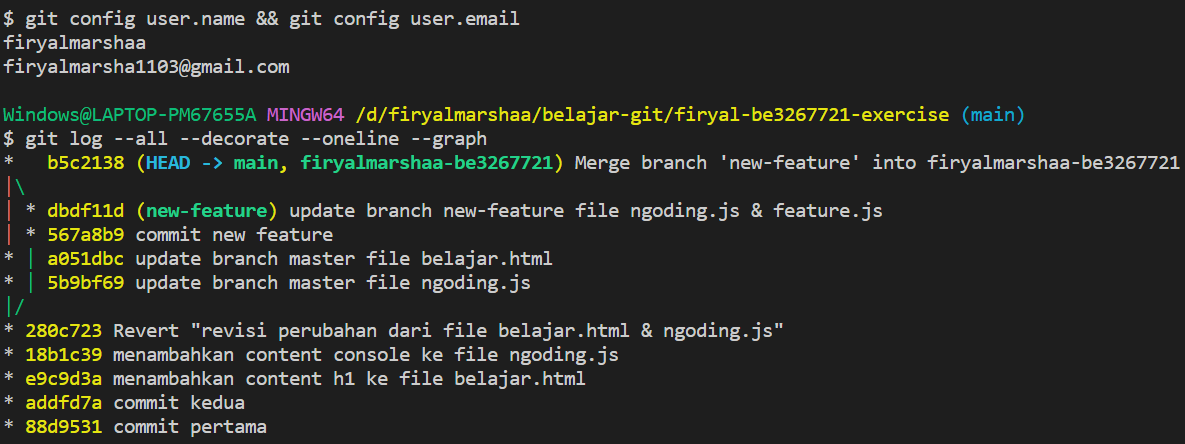 $ git config user.name && git config user.email
firyalmarshaa
firyalmarsha1103@gmail.com
Windows@LAPTOP-PM67655A MINGW64 /d/firyalmarshaa/belajar-git/firyal-be3267721-exercise (main)
$ git log --all --decorate --oneline --graph
*   b5c2138 (HEAD -> main, firyalmarshaa-be3267721) Merge branch 'new-feature' into firyalmarshaa-be3267721
|\
| * dbdf11d (new-feature) update branch new-feature file ngoding.js & feature.js
| * 567a8b9 commit new feature
* | a051dbc update branch master file belajar.html
* | 5b9bf69 update branch master file ngoding.js
|/
* 280c723 Revert "revisi perubahan dari file belajar.html & ngoding.js"
* 18b1c39 menambahkan content console ke file ngoding.js
* e9c9d3a menambahkan content h1 ke file belajar.html
* addfd7a commit kedua
* 88d9531 commit pertama